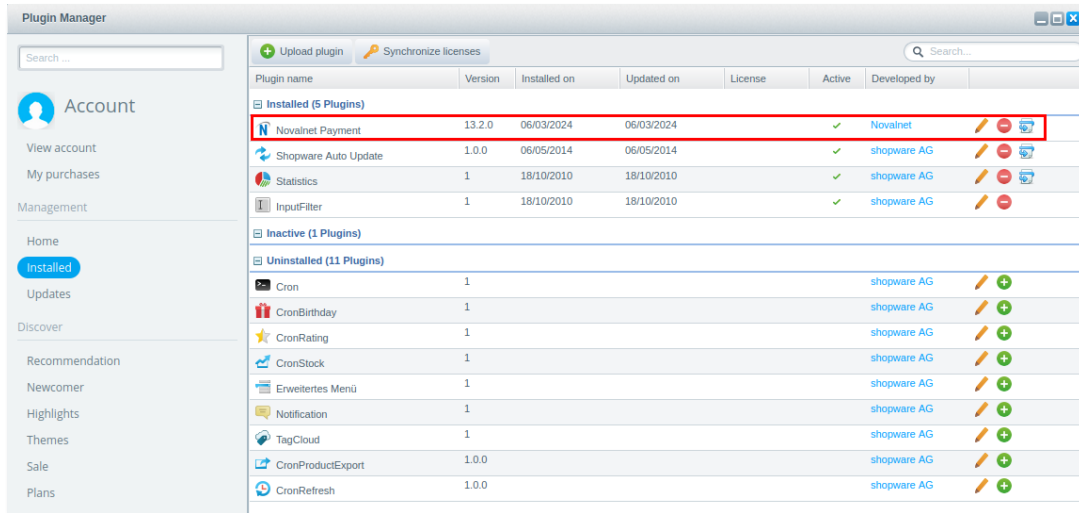 Plugin Manager
Search ...
Account
View account
My purchases
Management
Home
Installed
Updates
Discover
Recommendation
Newcomer
Highlights
Themes
Sale
Plans
Upload plugin Synchronize licenses Search...
Plugin name Version Installed on Updated on License Active Developed by
Installed (5 Plugins)
Novalnet Payment 13.2.0 06/03/2024 06/03/2024 Novalnet
Shopware Auto Update 1.0.0 06/05/2014 06/05/2014 shopware AG
Statistics 1 18/10/2010 18/10/2010 shopware AG
InputFilter 1 18/10/2010 18/10/2010 shopware AG
Inactive (1 Plugins)
Uninstalled (11 Plugins)
Cron 1 shopware AG
CronBirthday 1 shopware AG
CronRating 1 shopware AG
CronStock 1 shopware AG
Erweitertes Menü 1 shopware AG
Notification 1 shopware AG
TagCloud 1 shopware AG
CronProductExport 1.0.0 shopware AG
CronRefresh 1.0.0 shopware AG